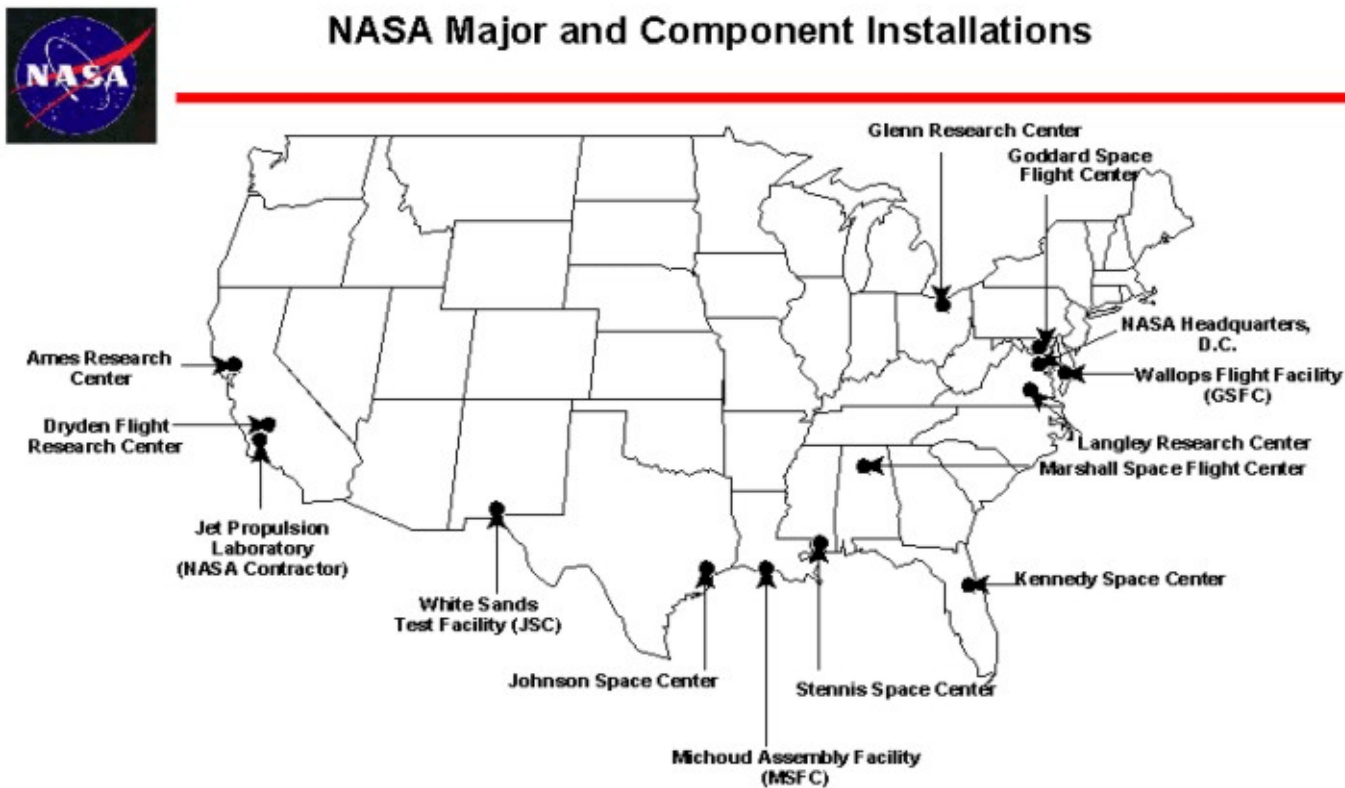 NASA Major and Component Installations
NASA
Glenn Research Center
Goddard Space
Flight Center
NASA Headquarters,
D.C.
Ames Research
Center
Wallops Flight Facility
(GSFC)
Dryden Flight
Research Center
Langley Research Center
Marshall Space Flight Center
Jet Propulsion
Laboratory
(NASA Contractor)
Kennedy Space Center
White Sands
Test Facility (JSC)
Johnson Space Center
Stennis Space Center
Michoud Assembly Facility
(MSFC)